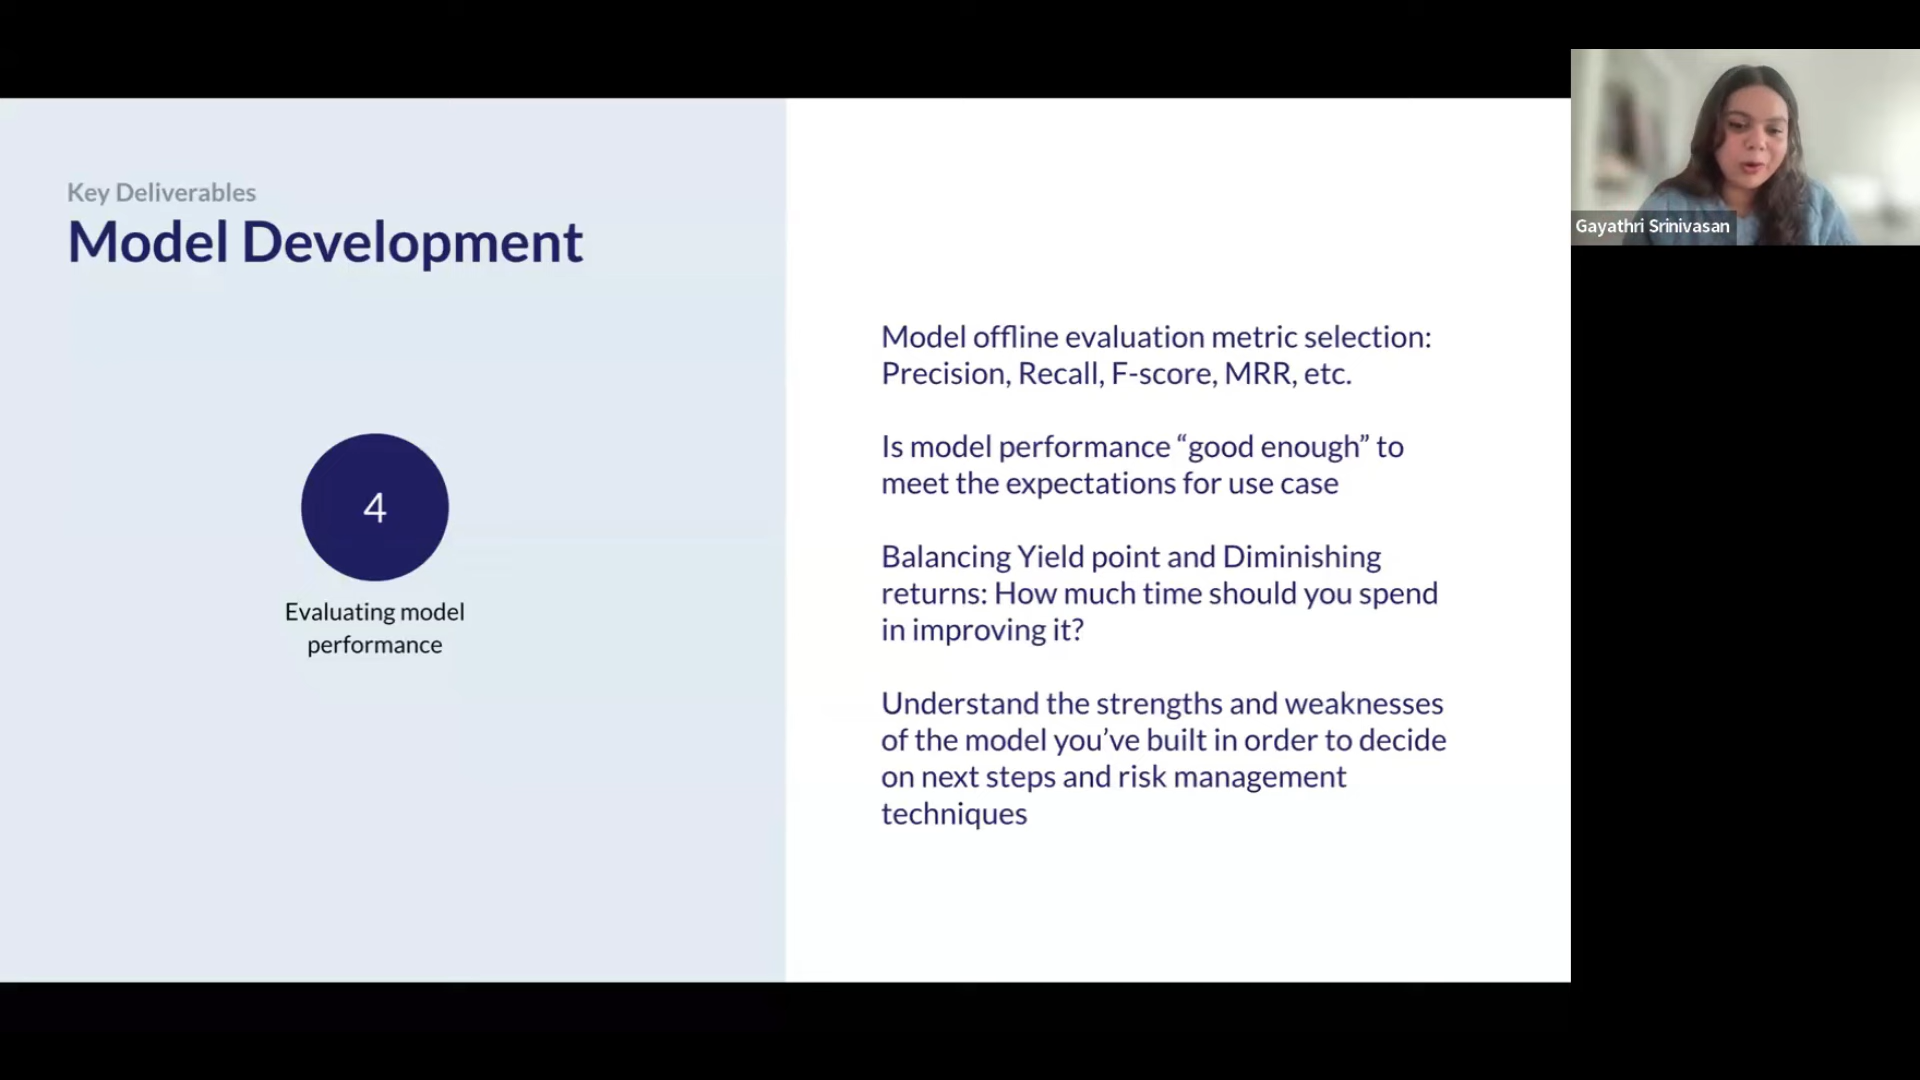 Key Deliverables
Model Development
4
Evaluating model
performance
Model offline evaluation metric selection:
Precision, Recall, F-score, MRR, etc.
Is model performance “good enough” to
meet the expectations for use case
Balancing Yield point and Diminishing
returns: How much time should you spend
in improving it?
Understand the strengths and weaknesses
of the model you’ve built in order to decide
on next steps and risk management
techniques
Gayathri Srinivasan